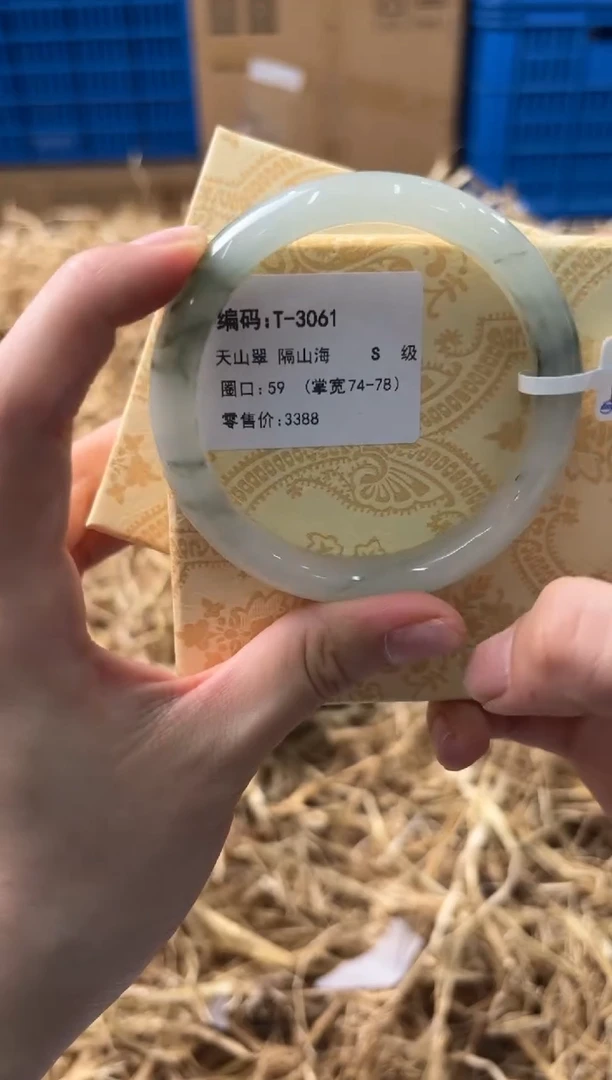 编码:T-3061
天山翠 隔山海 S 级
圈口:59 (掌宽74-78)
零售价:3388